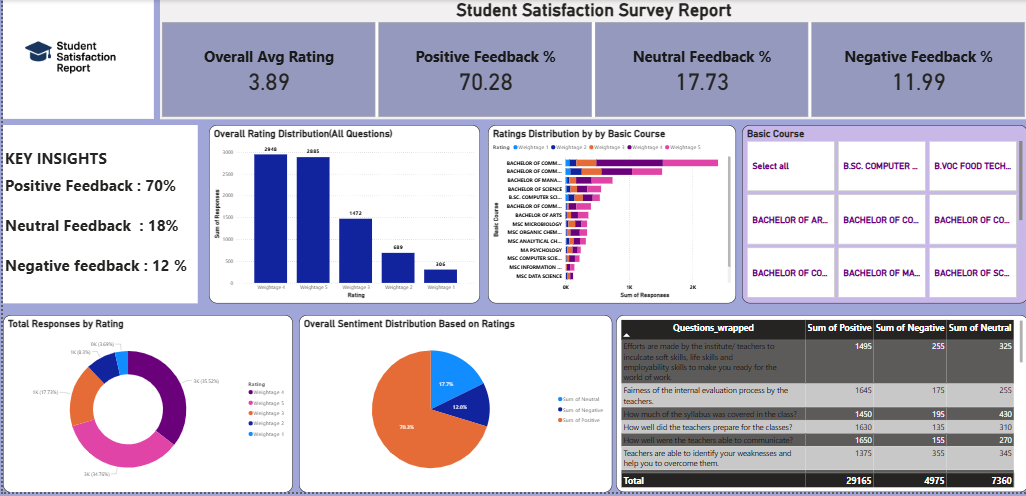 Student Satisfaction Survey Report
Student
Satisfaction
Report
Overall Avg Rating
3.89
Positive Feedback %
70.28
Neutral Feedback %
17.73
Negative Feedback %
11.99
KEY INSIGHTS
Positive Feedback : 70%
Neutral Feedback : 18%
Negative feedback : 12 %
Overall Rating Distribution(All Questions)
Sum of Responses
3000
2500
2000
1500
1000
500
0
2948
2885
1472
689
306
Weightage 4
Weightage 5
Weightage 3
Weightage 2
Weightage 1
Rating
Ratings Distribution by by Basic Course
Rating Weightage 1 Weightage 2 Weightage 3 Weightage 4 Weightage 5
Basic Course
BACHELOR OF COMM...
BACHELOR OF COMM...
BACHELOR OF MANA...
BACHELOR OF SCIENCE
B.SC. COMPUTER SCI...
BACHELOR OF COMM...
BACHELOR OF ARTS
MSC MICROBIOLOGY
MSC ORGANIC CHEM...
MSC ANALYTICAL CH...
MA PSYCHOLOGY
MSC COMPUTER SCIE...
MSC INFORMATION ...
MSC DATA SCIENCE
0K 1K 2K
Sum of Responses
Basic Course
Select all
B.SC. COMPUTER ...
B.VOC FOOD TECH...
BACHELOR OF AR...
BACHELOR OF CO...
BACHELOR OF CO...
BACHELOR OF CO...
BACHELOR OF MA...
BACHELOR OF SC...
Total Responses by Rating
0K (3.69%)
1K (8.3%)
1K (17.73%)
3K (35.52%)
3K (34.76%)
Rating
Weightage 4
Weightage 5
Weightage 3
Weightage 2
Weightage 1
Overall Sentiment Distribution Based on Ratings
17.7%
12.0%
70.3%
Sum of Neutral
Sum of Negative
Sum of Positive
Questions_wrapped Sum of Positive Sum of Negative Sum of Neutral
Efforts are made by the institute/ teachers to 1495 255 325
inculcate soft skills, life skills and
employability skills to make you ready for the
world of work.
Fairness of the internal evaluation process by the 1645 175 255
teachers.
How much of the syllabus was covered in the class? 1450 195 430
How well did the teachers prepare for the classes? 1630 135 310
How well were the teachers able to communicate? 1650 155 270
Teachers are able to identify your weaknesses and 1375 355 345
help you to overcome them.
Total 29165 4975 7360